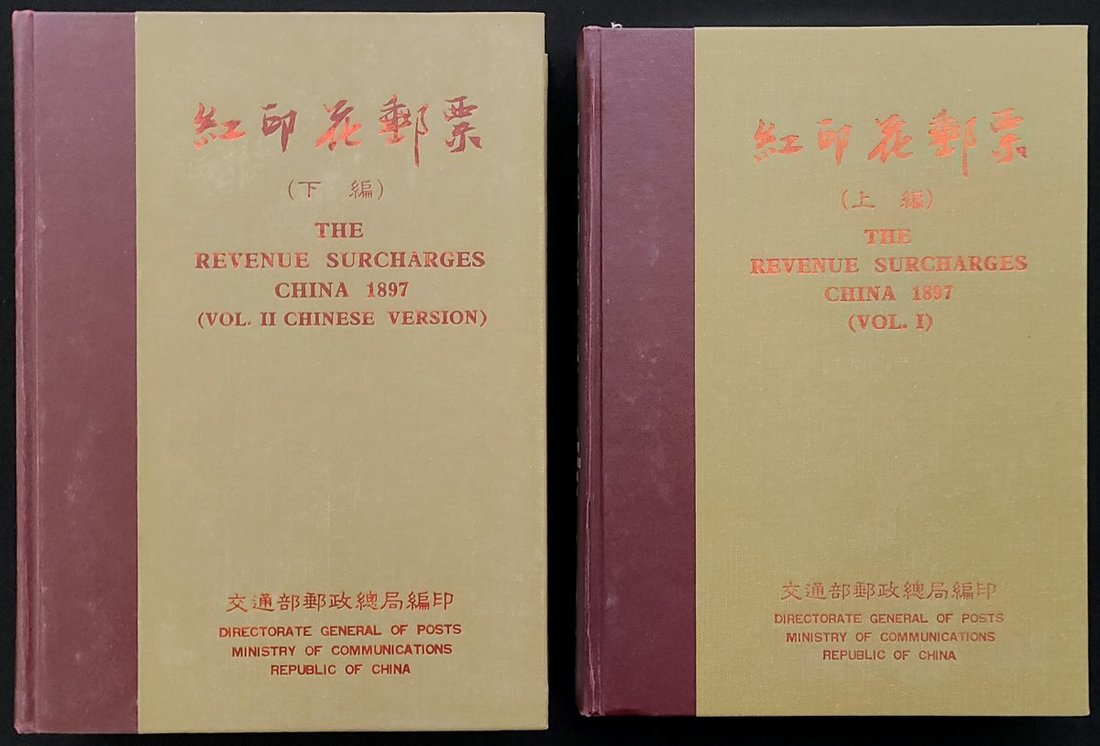 紅印花郵票
(下 編)
THE
REVENUE SURCHARGES
CHINA 1897
(VOL. II CHINESE VERSION)
交通部郵政總局編印
DIRECTORATE GENERAL OF POSTS
MINISTRY OF COMMUNICATIONS
REPUBLIC OF CHINA
紅印花郵票
(上 編)
THE
REVENUE SURCHARGES
CHINA 1897
(VOL. I)
交通部郵政總局編印
DIRECTORATE GENERAL OF POSTS
MINISTRY OF COMMUNICATIONS
REPUBLIC OF CHINA